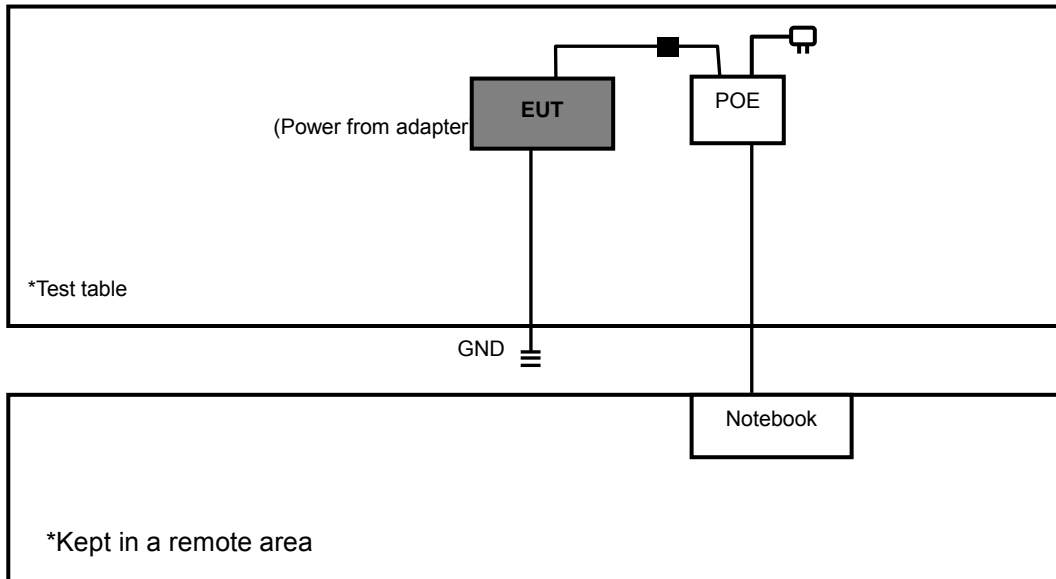 EUT
POE
(Power from adapter
*Test table
GND
Notebook
*Kept in a remote area